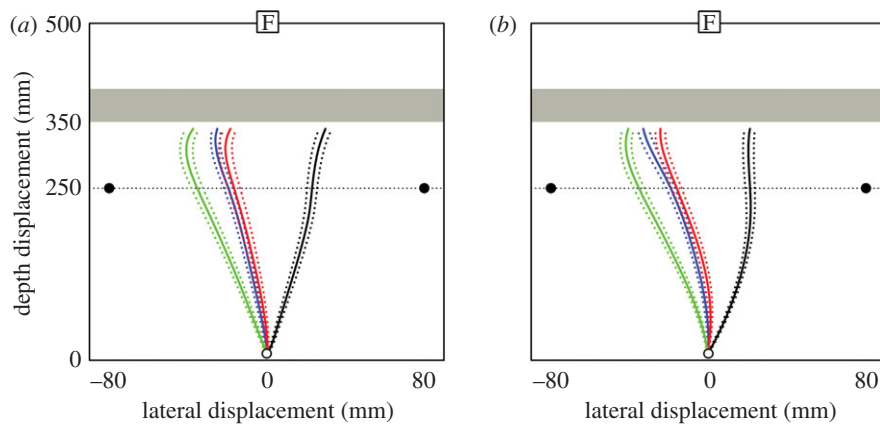 (a)
500
F
350
250
0
depth displacement (mm)
–80
0
80
lateral displacement (mm)
(b)
F
–80
0
80
lateral displacement (mm)